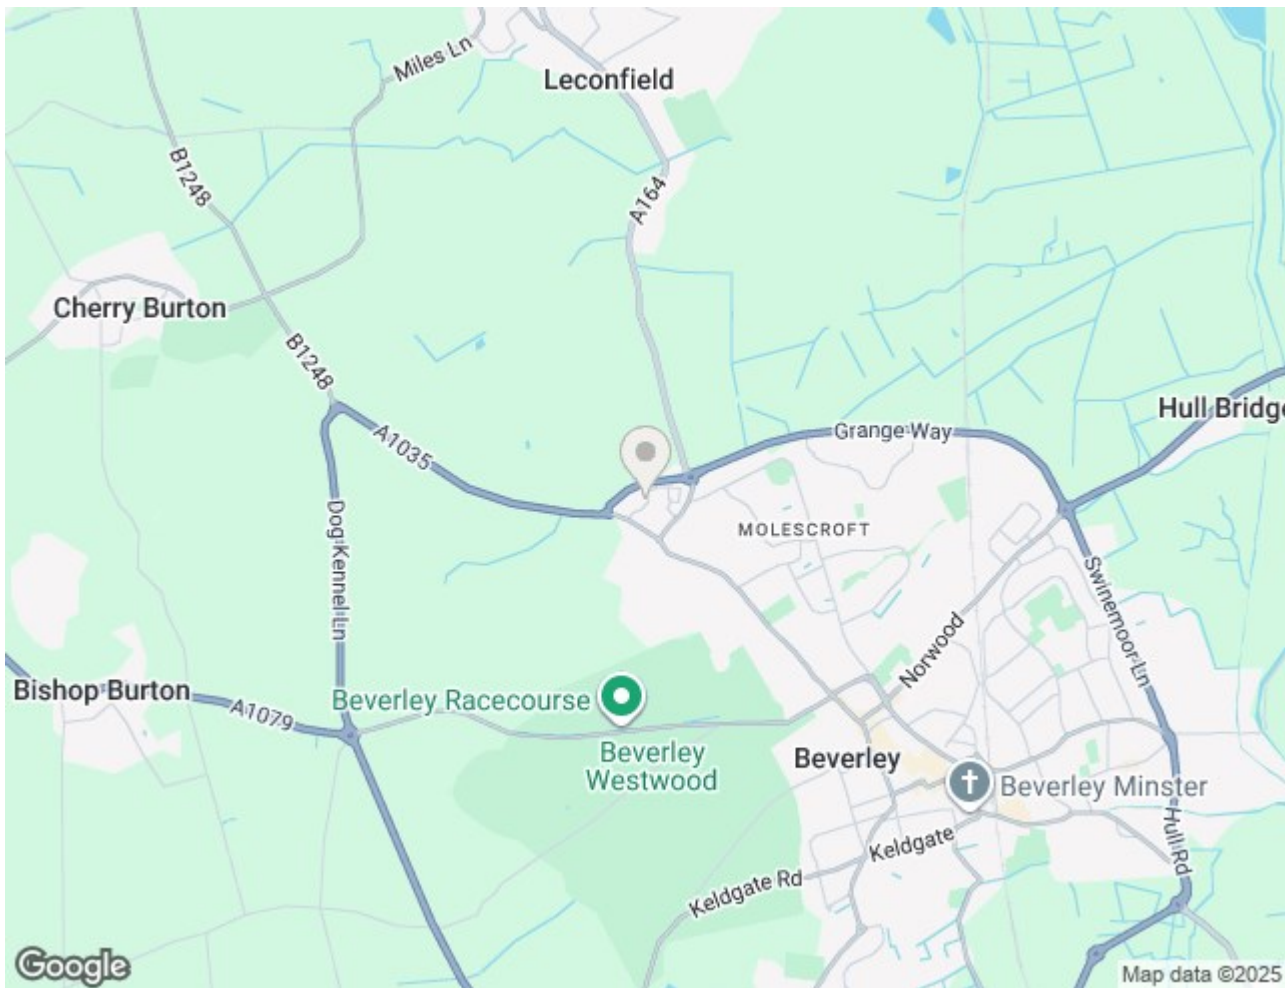 Miles Ln
Leconfield
B1248
A164
Cherry Burton
B1248
Hull Bridge
A1035
Grange Way
MOLESCROFT
Dog Kennel Ln
Swinemoor Ln
Norwood
Bishop Burton
A1079
Beverley Racecourse
Beverley
Westwood
Beverley
Beverley Minster
Hull Rd
Keldgate
Keldgate Rd
Google
Map data ©2025